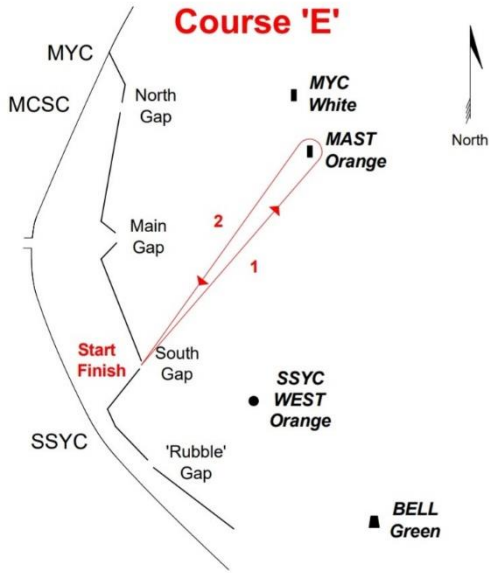 Course 'E'
MYC
MCSC
North
Gap
MYC
White
North
MAST
Orange
Main
Gap
2
1
Start
Finish
South
Gap
SSYC
WEST
Orange
SSYC
'Rubble'
Gap
BELL
Green